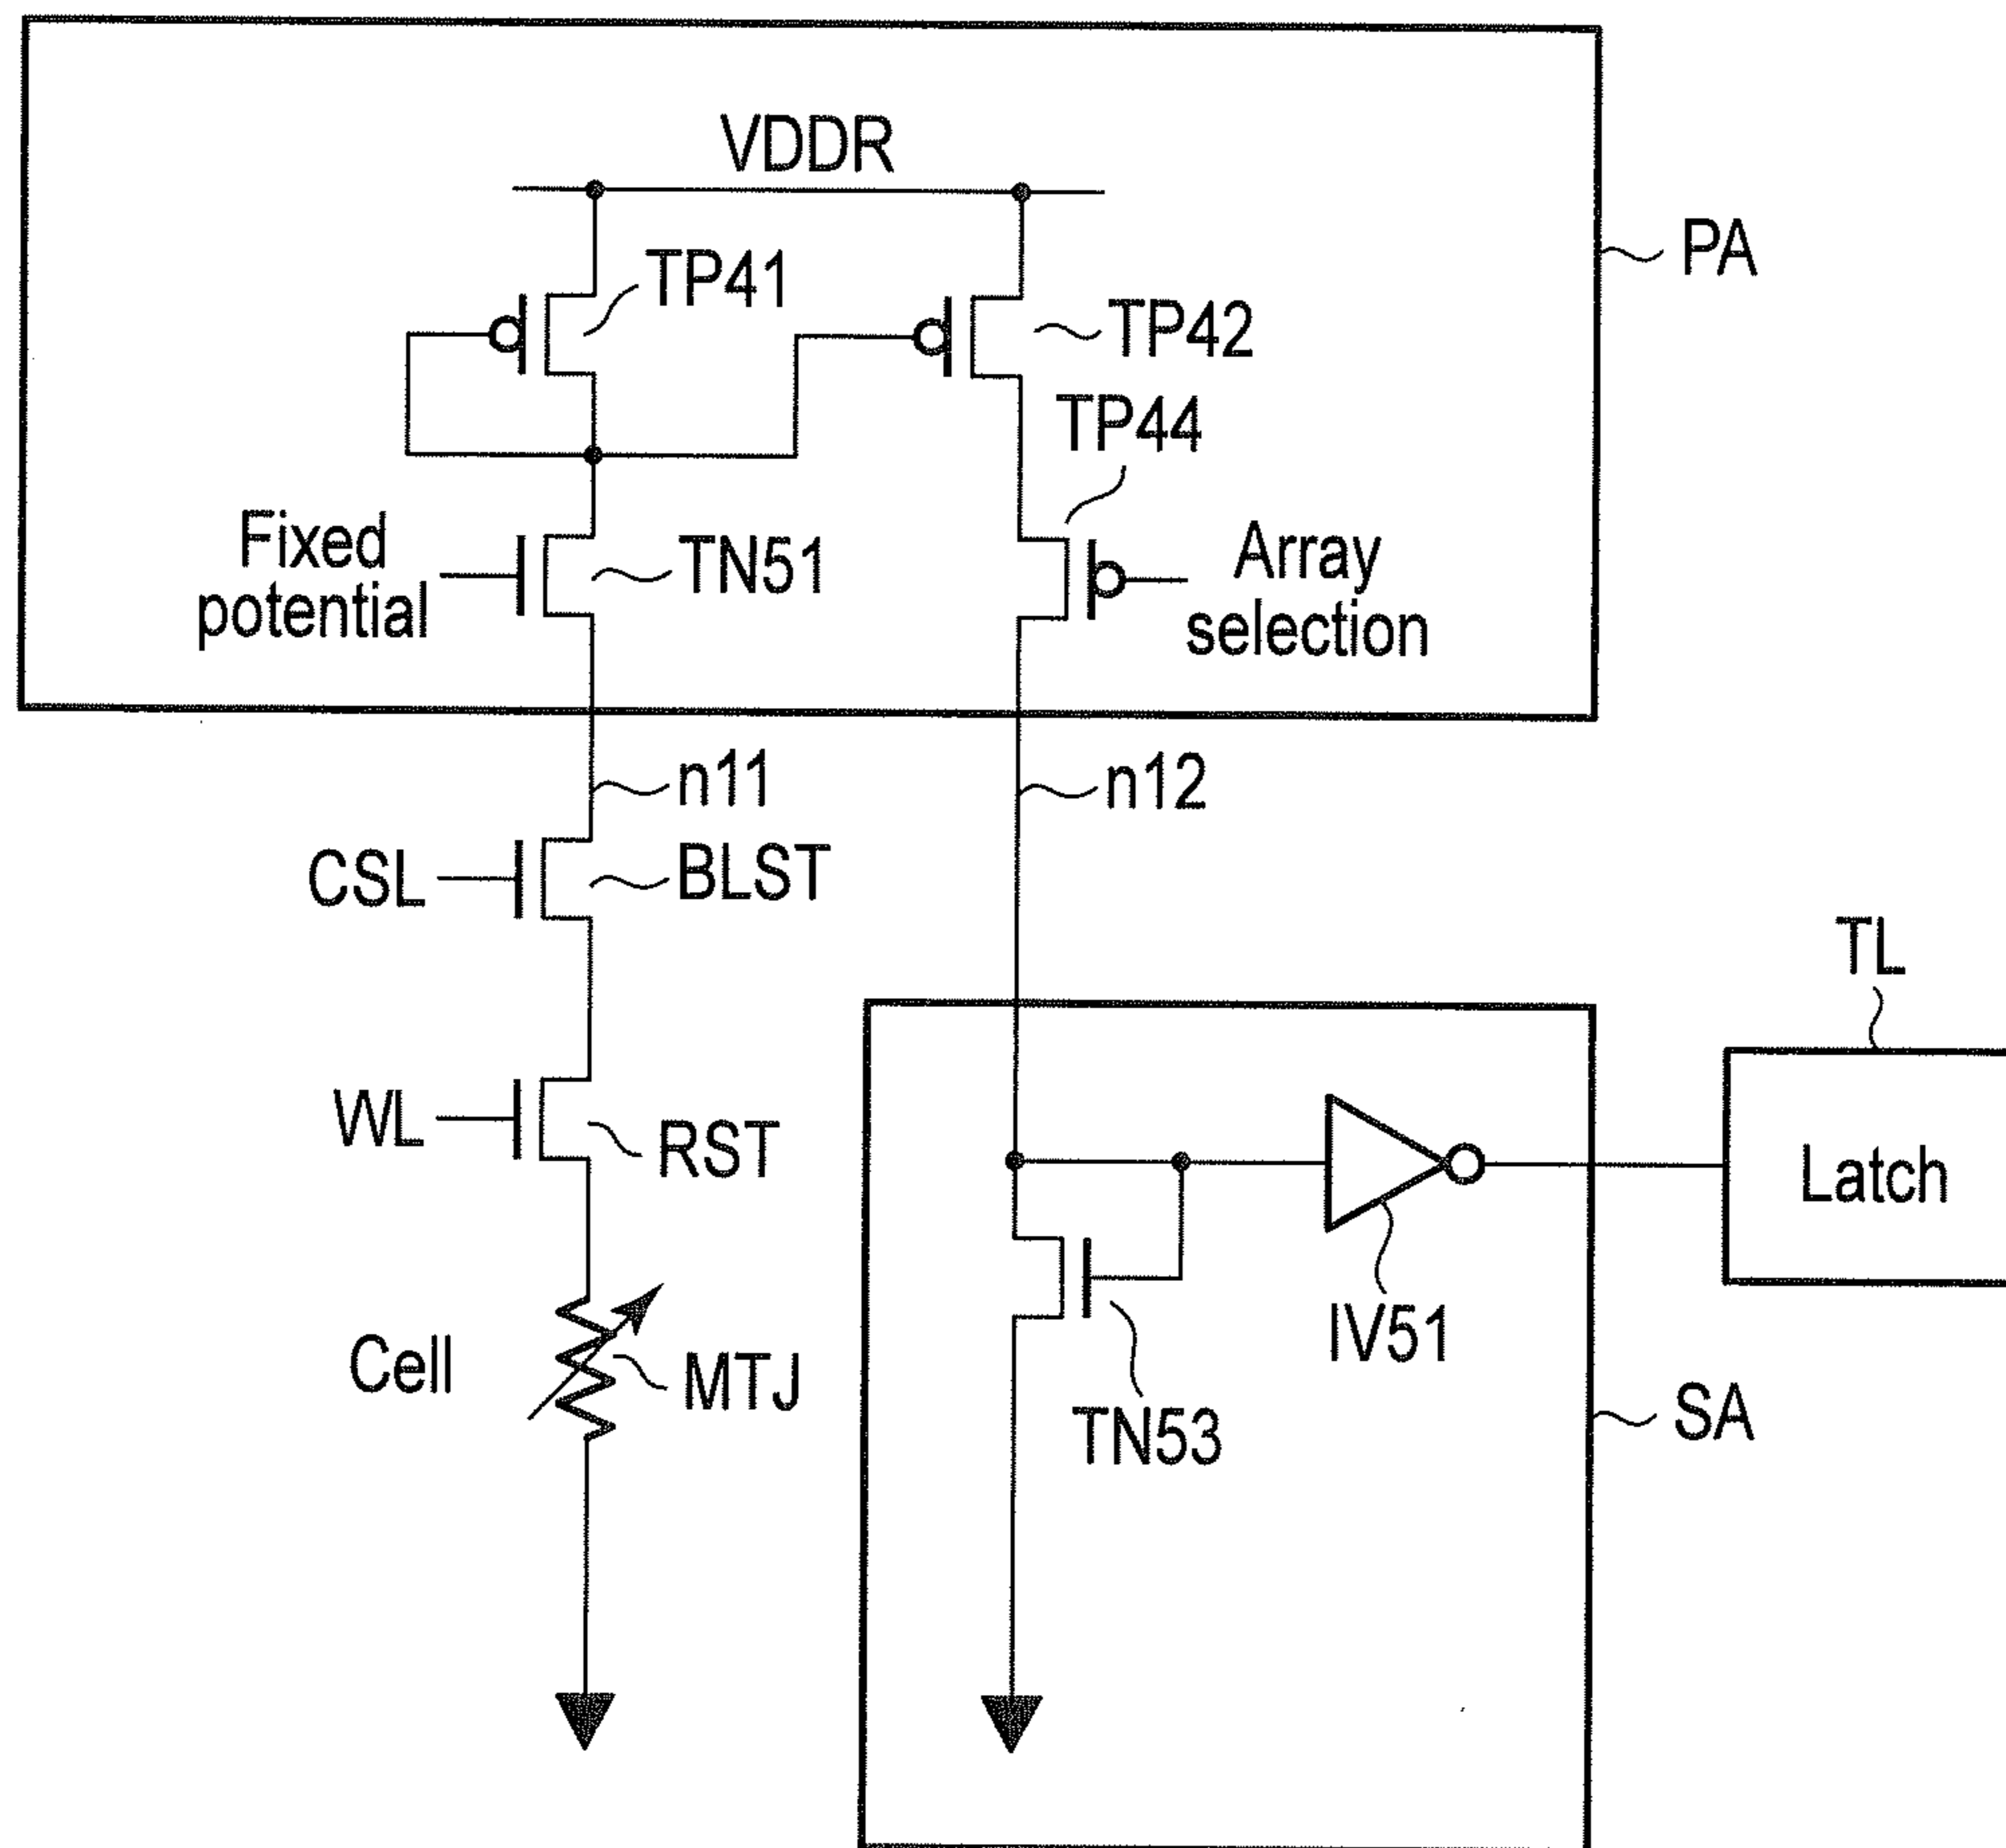 VDDR
PA
TP41
TP42
TP44
Fixed
potential
TN51
Array
selection
n11
n12
CSL
BLST
TL
WL
RST
Latch
Cell
MTJ
IV51
TN53
SA